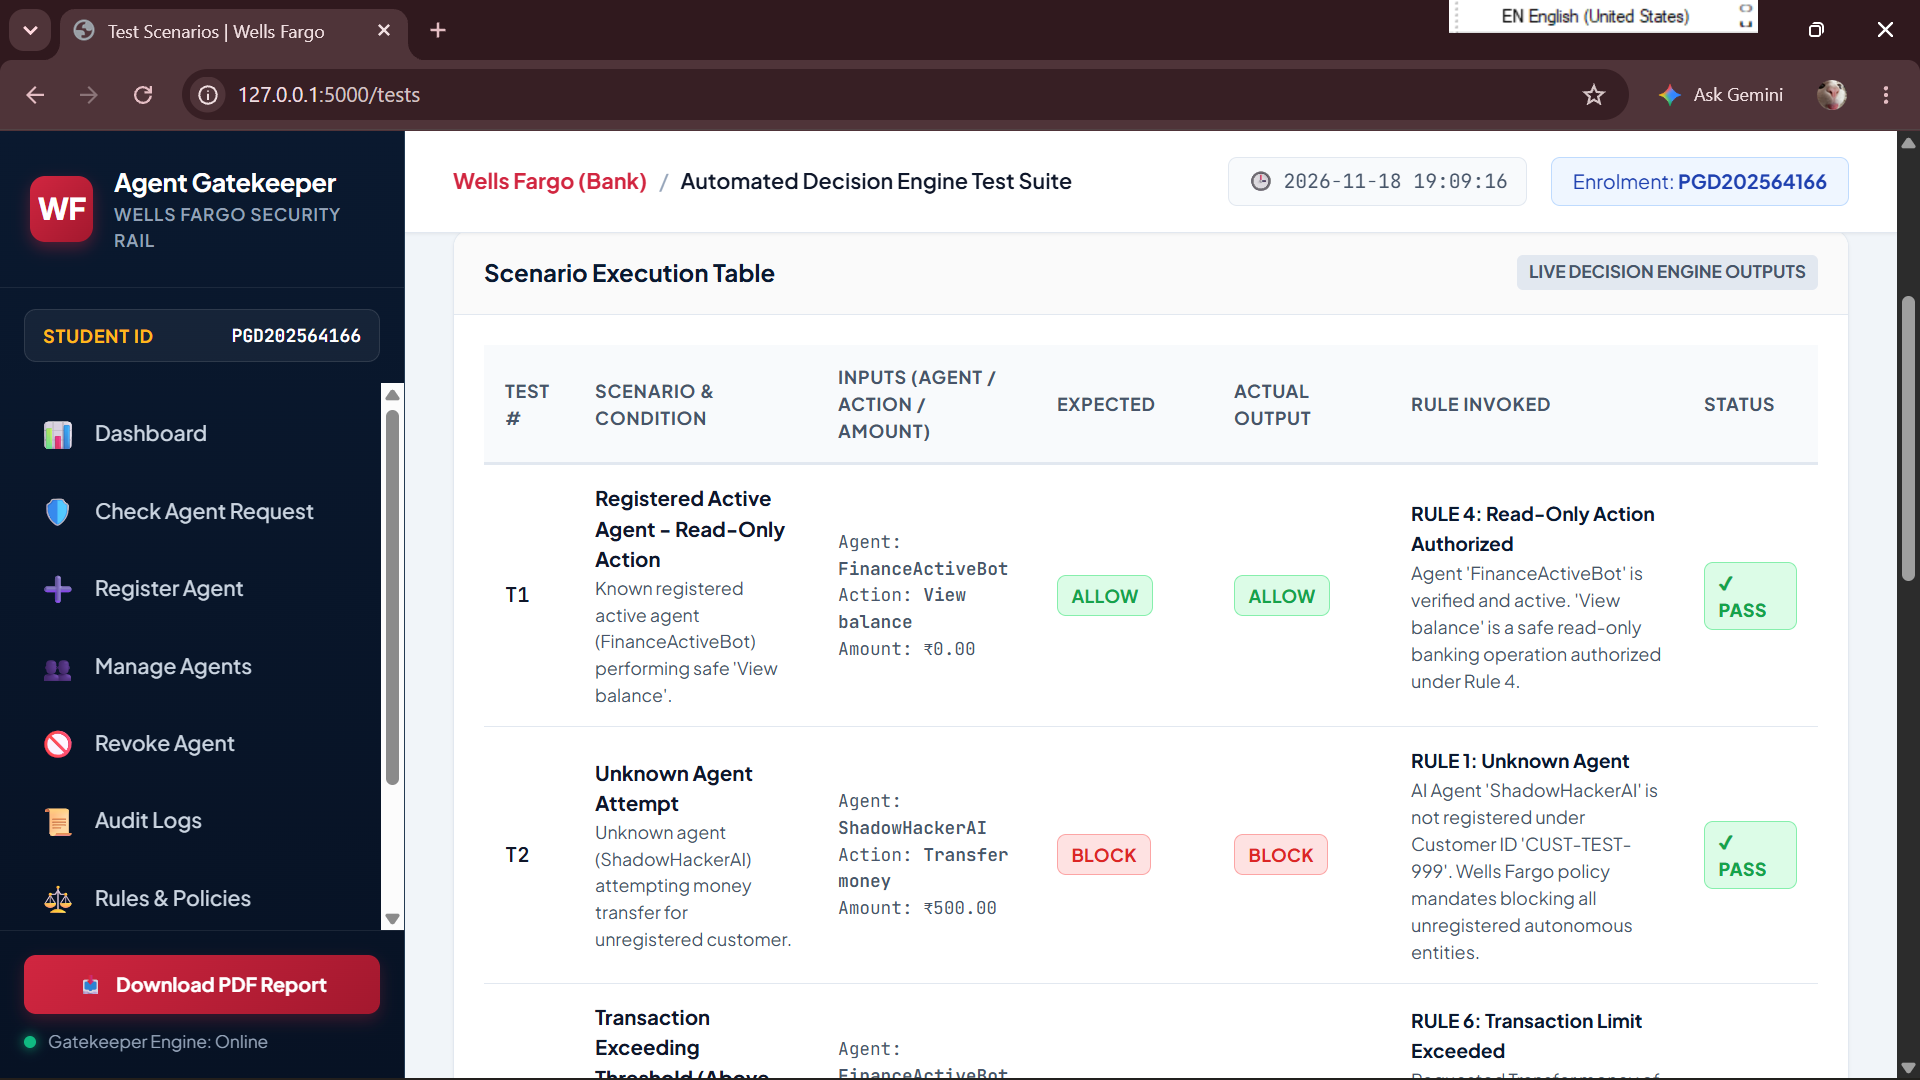 Test Scenarios | Wells Fargo
EN English (United States)
127.0.0.1:5000/tests
Ask Gemini
WF
Agent Gatekeeper
WELLS FARGO SECURITY
RAIL
STUDENT ID PGD202564166
Dashboard
Check Agent Request
Register Agent
Manage Agents
Revoke Agent
Audit Logs
Rules & Policies
Download PDF Report
Gatekeeper Engine: Online
Wells Fargo (Bank) / Automated Decision Engine Test Suite
2026-11-18 19:09:16
Enrolment: PGD202564166
Scenario Execution Table
LIVE DECISION ENGINE OUTPUTS
TEST
#
SCENARIO &
CONDITION
INPUTS (AGENT /
ACTION /
AMOUNT)
EXPECTED
ACTUAL
OUTPUT
RULE INVOKED
STATUS
T1
Registered Active
Agent - Read-Only
Action
Known registered
active agent
(FinanceActiveBot)
performing safe 'View
balance'.
Agent:
FinanceActiveBot
Action: View
balance
Amount: ₹0.00
ALLOW
ALLOW
RULE 4: Read-Only Action
Authorized
Agent 'FinanceActiveBot' is
verified and active. 'View
balance' is a safe read-only
banking operation authorized
under Rule 4.
✓
PASS
T2
Unknown Agent
Attempt
Unknown agent
(ShadowHackerAI)
attempting money
transfer for
unregistered customer.
Agent:
ShadowHackerAI
Action: Transfer
money
Amount: ₹500.00
BLOCK
BLOCK
RULE 1: Unknown Agent
AI Agent 'ShadowHackerAI' is
not registered under
Customer ID 'CUST-TEST-
999'. Wells Fargo policy
mandates blocking all
unregistered autonomous
entities.
✓
PASS
Transaction
Exceeding
Threshold (Above
Agent:
FinanceActiveBot
RULE 6: Transaction Limit
Exceeded
Requested Transfer money of